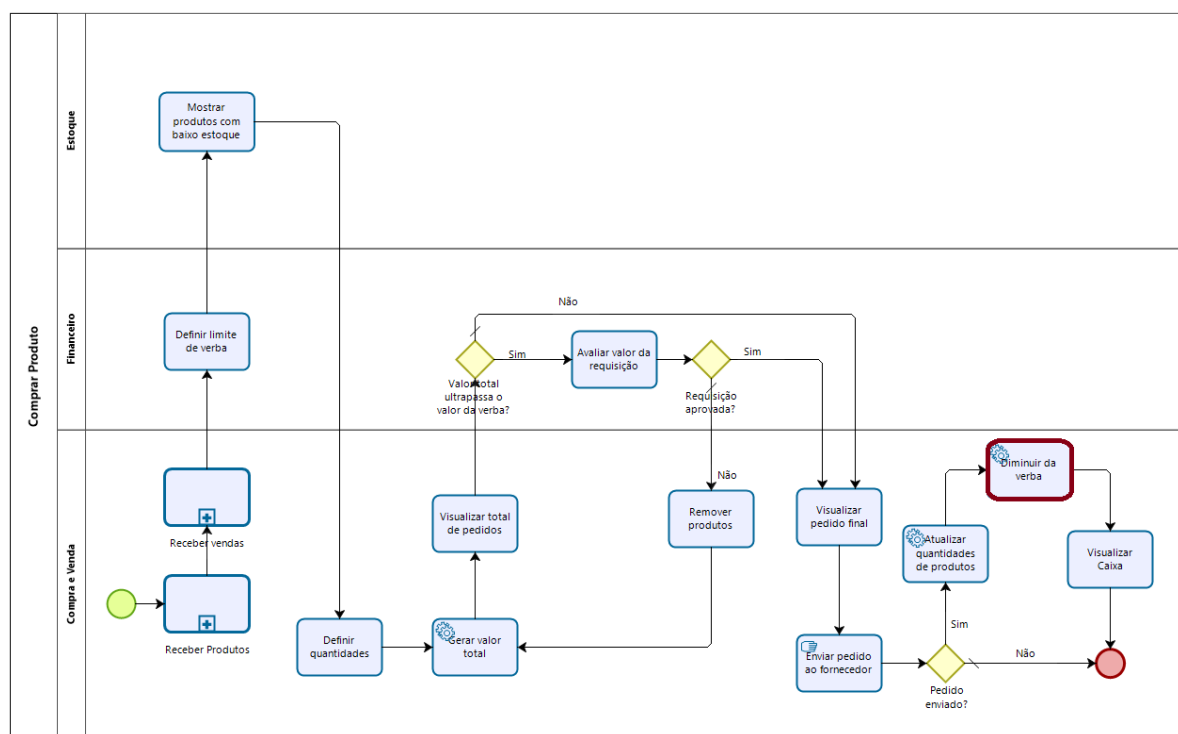 Comprar Produto
Estoque
Mostrar
produtos com
baixo estoque
Financeiro
Definir limite
de verba
Não
Valor total
ultrapassa o
valor da verba?
Sim
Avaliar valor da
requisição
Requisição
aprovada?
Sim
Compra e Venda
Receber vendas
Receber Produtos
Definir
quantidades
Gerar valor
total
Visualizar total
de pedidos
Não
Remover
produtos
Visualizar
pedido final
Enviar pedido
ao fornecedor
Pedido
enviado?
Sim
Não
Atualizar
quantidades
de produtos
Diminuir da
verba
Visualizar
Caixa